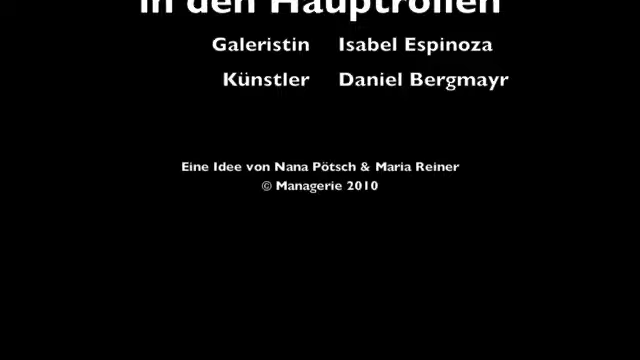 in den Hauptrollen
Galeristin Isabel Espinoza
Künstler Daniel Bergmayr
Eine Idee von Nana Pötsch & Maria Reiner
© Managerie 2010